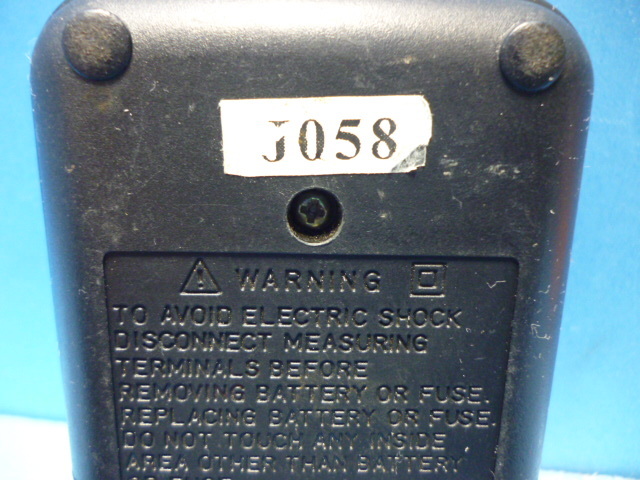 J058
WARNING
TO AVOID ELECTRIC SHOCK
DISCONNECT MEASURING
TERMINALS BEFORE
REMOVING BATTERY OR FUSE.
REPLACING BATTERY OR FUSE.
DO NOT TOUCH ANY INSIDE
AREA OTHER THAN BATTERY